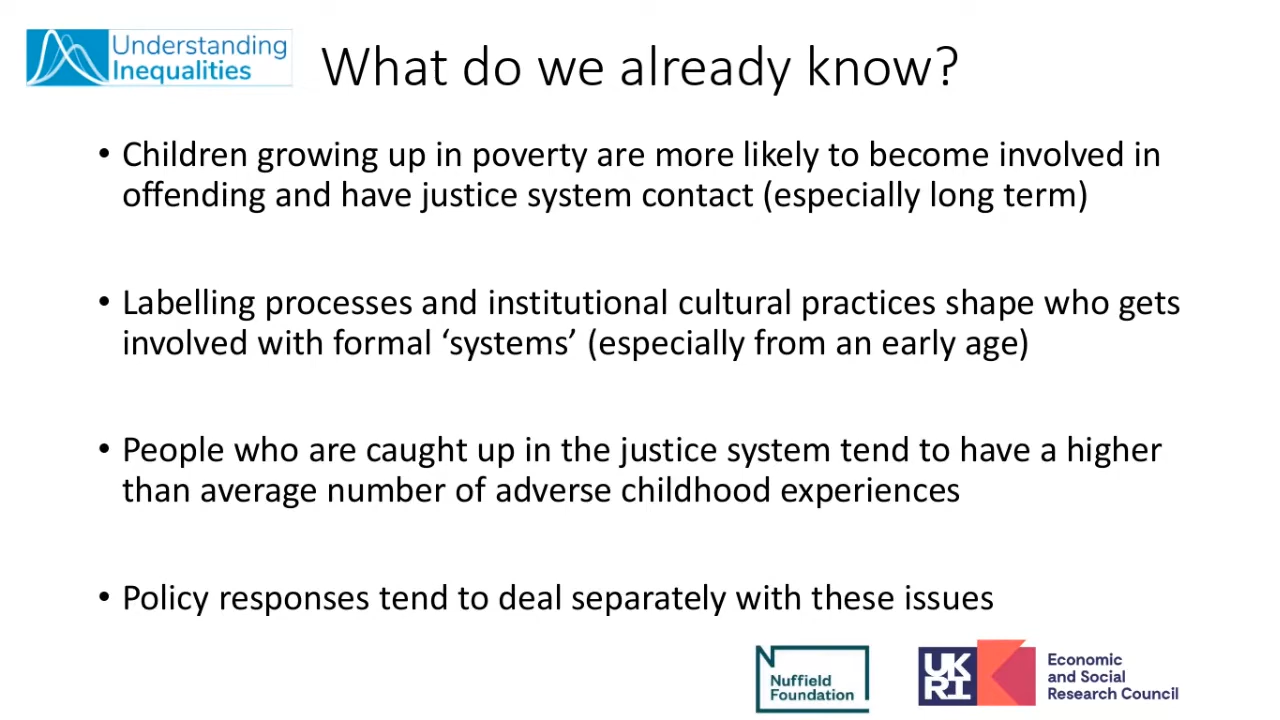 Understanding
Inequalities
What do we already know?
• Children growing up in poverty are more likely to become involved in
offending and have justice system contact (especially long term)
• Labelling processes and institutional cultural practices shape who gets
involved with formal ‘systems’ (especially from an early age)
• People who are caught up in the justice system tend to have a higher
than average number of adverse childhood experiences
• Policy responses tend to deal separately with these issues
N
Nuffield
Foundation
UK
RI
Economic
and Social
Research Council